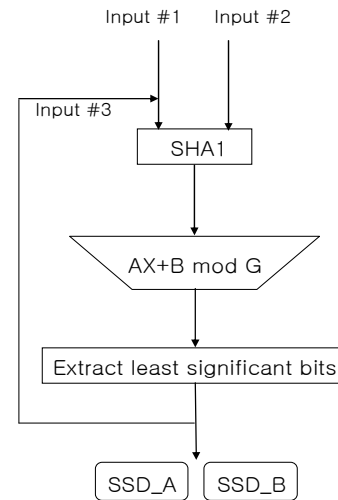 Input #1 Input #2
Input #3
SHA1
AX+B mod G
Extract least significant bits
SSD_A SSD_B